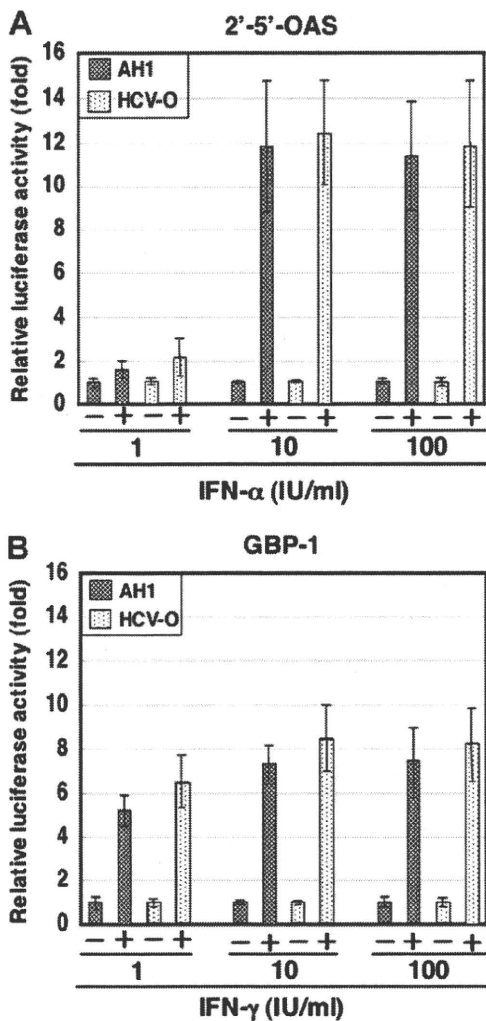 A
2'-5'-OAS
Relative luciferase activity (fold)
16
14
12
10
8
6
4
2
0
AH1
HCV-O
− + − + − + − + − + − +
1 10 100
IFN-α (IU/ml)
B
GBP-1
Relative luciferase activity (fold)
16
14
12
10
8
6
4
2
0
AH1
HCV-O
− + − + − + − + − + − +
1 10 100
IFN-γ (IU/ml)